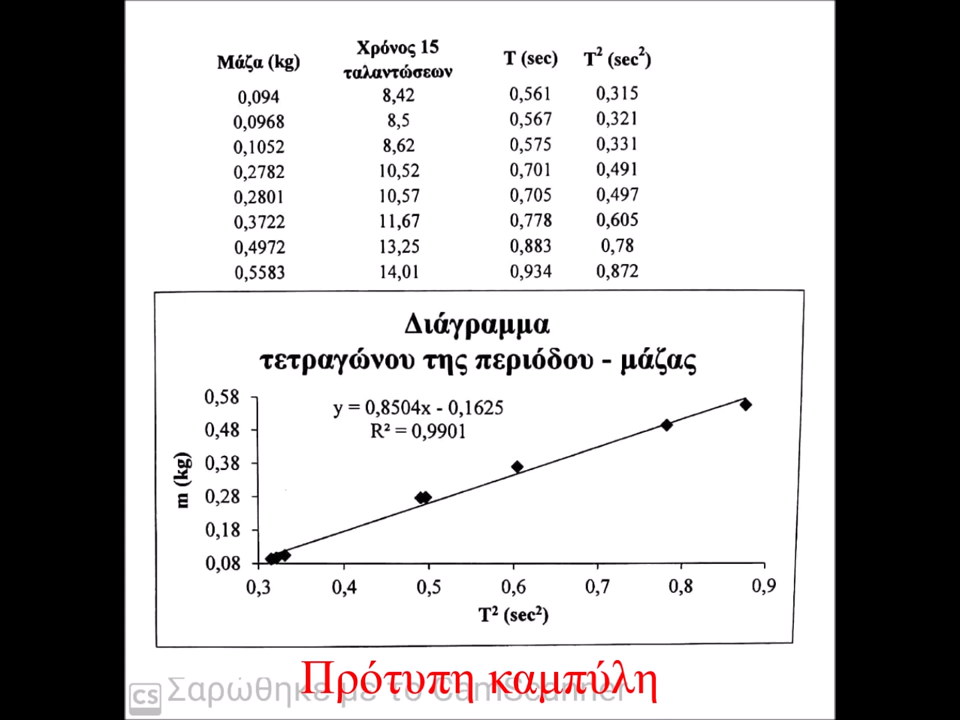 Μάζα (kg) Χρόνος 15 ταλαντώσεων T (sec) T² (sec²)
0,094 8,42 0,561 0,315
0,0968 8,5 0,567 0,321
0,1052 8,62 0,575 0,331
0,2782 10,52 0,701 0,491
0,2801 10,57 0,705 0,497
0,3722 11,67 0,778 0,605
0,4972 13,25 0,883 0,78
0,5583 14,01 0,934 0,872
Διάγραμμα
τετραγώνου της περιόδου - μάζας
y = 0,8504x - 0,1625
R² = 0,9901
m (kg)
0,58
0,48
0,38
0,28
0,18
0,08
0,3 0,4 0,5 0,6 0,7 0,8 0,9
T² (sec²)
Πρότυπη καμπύλη
CS Σαρώθηκε με το CamScanner